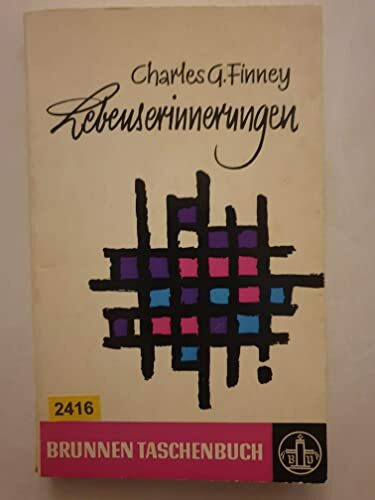 Charles G. Finney
Lebenserinnerungen
2416
BRUNNEN TASCHENBUCH
B V